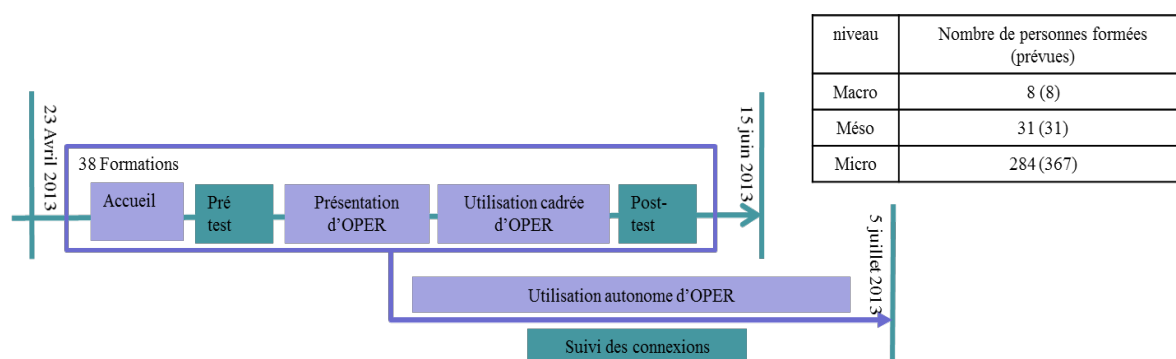 niveau
Nombre de personnes formées
(prévues)
Macro
8 (8)
Méso
31 (31)
Micro
284 (367)
23 Avril 2013
15 juin 2013
38 Formations
Accueil
Pré
test
Présentation
d’OPER
Utilisation cadrée
d’OPER
Post-
test
5 juillet 2013
Utilisation autonome d’OPER
Suivi des connexions